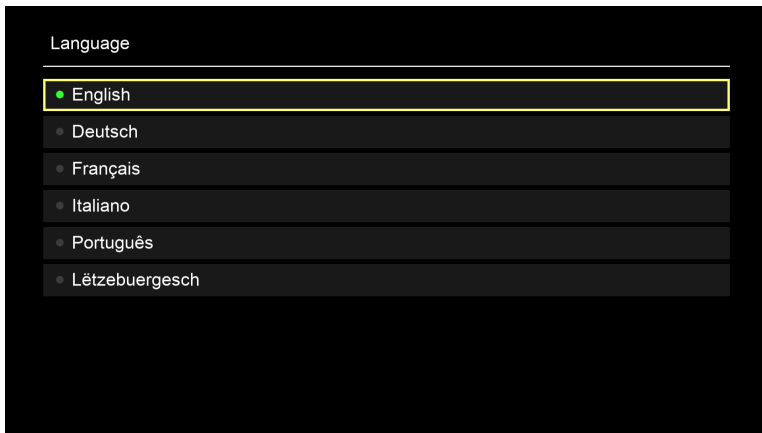 Language
English
Deutsch
Français
Italiano
Português
Lëtzebuergesch